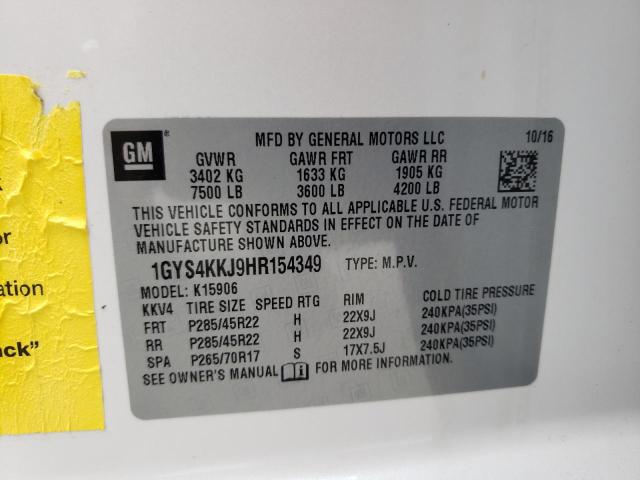 GM
MFD BY GENERAL MOTORS LLC 10/16
GVWR GAWR FRT GAWR RR
3402 KG 1633 KG 1905 KG
7500 LB 3600 LB 4200 LB
THIS VEHICLE CONFORMS TO ALL APPLICABLE U.S. FEDERAL MOTOR
VEHICLE SAFETY STANDARDS IN EFFECT ON THE DATE OF
MANUFACTURE SHOWN ABOVE.
1GYS4KKJ9HR154349 TYPE: M.P.V.
MODEL: K15906
KKV4 TIRE SIZE SPEED RTG RIM COLD TIRE PRESSURE
FRT P285/45R22 H 22X9J 240KPA(35PSI)
RR P285/45R22 H 22X9J 240KPA(35PSI)
SPA P265/70R17 S 17X7.5J 240KPA(35PSI)
SEE OWNER'S MANUAL FOR MORE INFORMATION.
or
ation
ck”